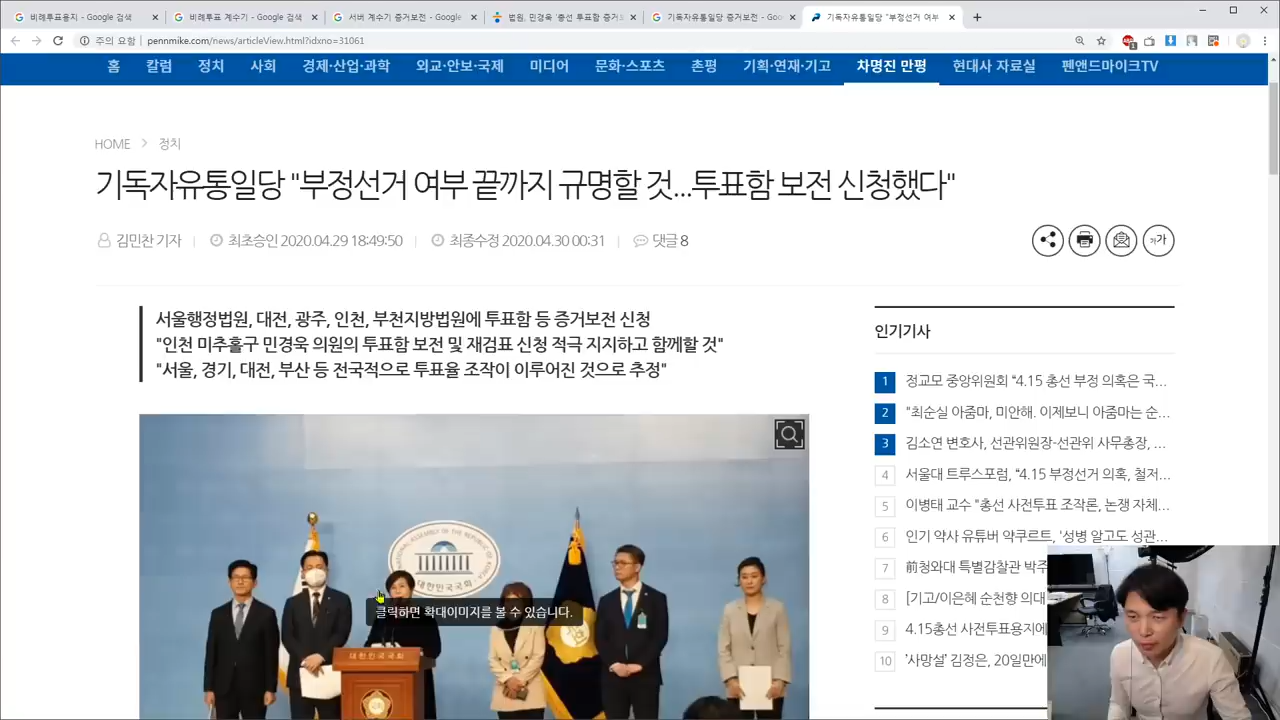 비례투표용지 - Google 검색
비례투표 계수기 - Google 검색
서버 계수기 증거보전 - Google
법원, 민경욱 '총선 투표함 증거보
기독자유통일당 증거보전 - Goo
기독자유통일당 "부정선거 여부
주의 요함 | pennmike.com/news/articleView.html?idxno=31061
홈 칼럼 정치 사회 경제·산업·과학 외교·안보·국제 미디어 문화·스포츠 촌평 기획·연재·기고 차명진 만평 현대사 자료실 펜앤드마이크TV
HOME > 정치
기독자유통일당 "부정선거 여부 끝까지 규명할 것...투표함 보전 신청했다"
김민찬 기자 | 최초승인 2020.04.29 18:49:50 | 최종수정 2020.04.30 00:31 | 댓글 8
가가
서울행정법원, 대전, 광주, 인천, 부천지방법원에 투표함 등 증거보전 신청
"인천 미추홀구 민경욱 의원의 투표함 보전 및 재검표 신청 적극 지지하고 함께할 것"
"서울, 경기, 대전, 부산 등 전국적으로 투표율 조작이 이루어진 것으로 추정"
대한민국국회
클릭하면 확대이미지를 볼 수 있습니다.
대한민국국회
인기기사
1 정교모 중앙위원회 “4.15 총선 부정 의혹은 국...
2 "최순실 아줌마, 미안해. 이제보니 아줌마는 순...
3 김소연 변호사, 선관위원장-선관위 사무총장, ...
4 서울대 트루스포럼, “4.15 부정선거 의혹, 철저...
5 이병태 교수 "총선 사전투표 조작론, 논쟁 자체...
6 인기 약사 유튜버 약쿠르트, '성병 알고도 성관...
7 前청와대 특별감찰관 박주
8 [기고/이은혜 순천향 의대
9 4.15총선 사전투표용지에
10 '사망설' 김정은, 20일만에